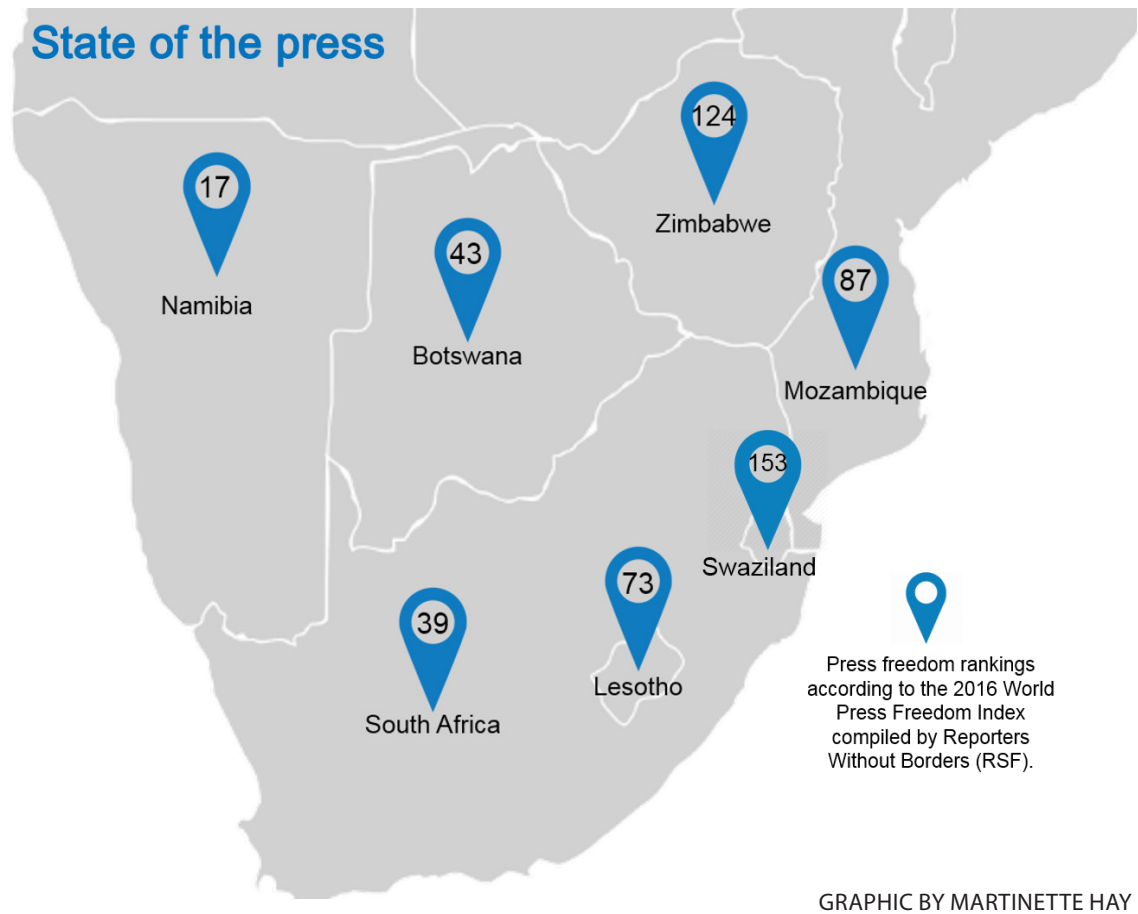 State of the press
124
Zimbabwe
17
Namibia
43
Botswana
87
Mozambique
153
Swaziland
73
Lesotho
39
South Africa
Press freedom rankings
according to the 2016 World
Press Freedom Index
compiled by Reporters
Without Borders (RSF).
GRAPHIC BY MARTINETTE HAY